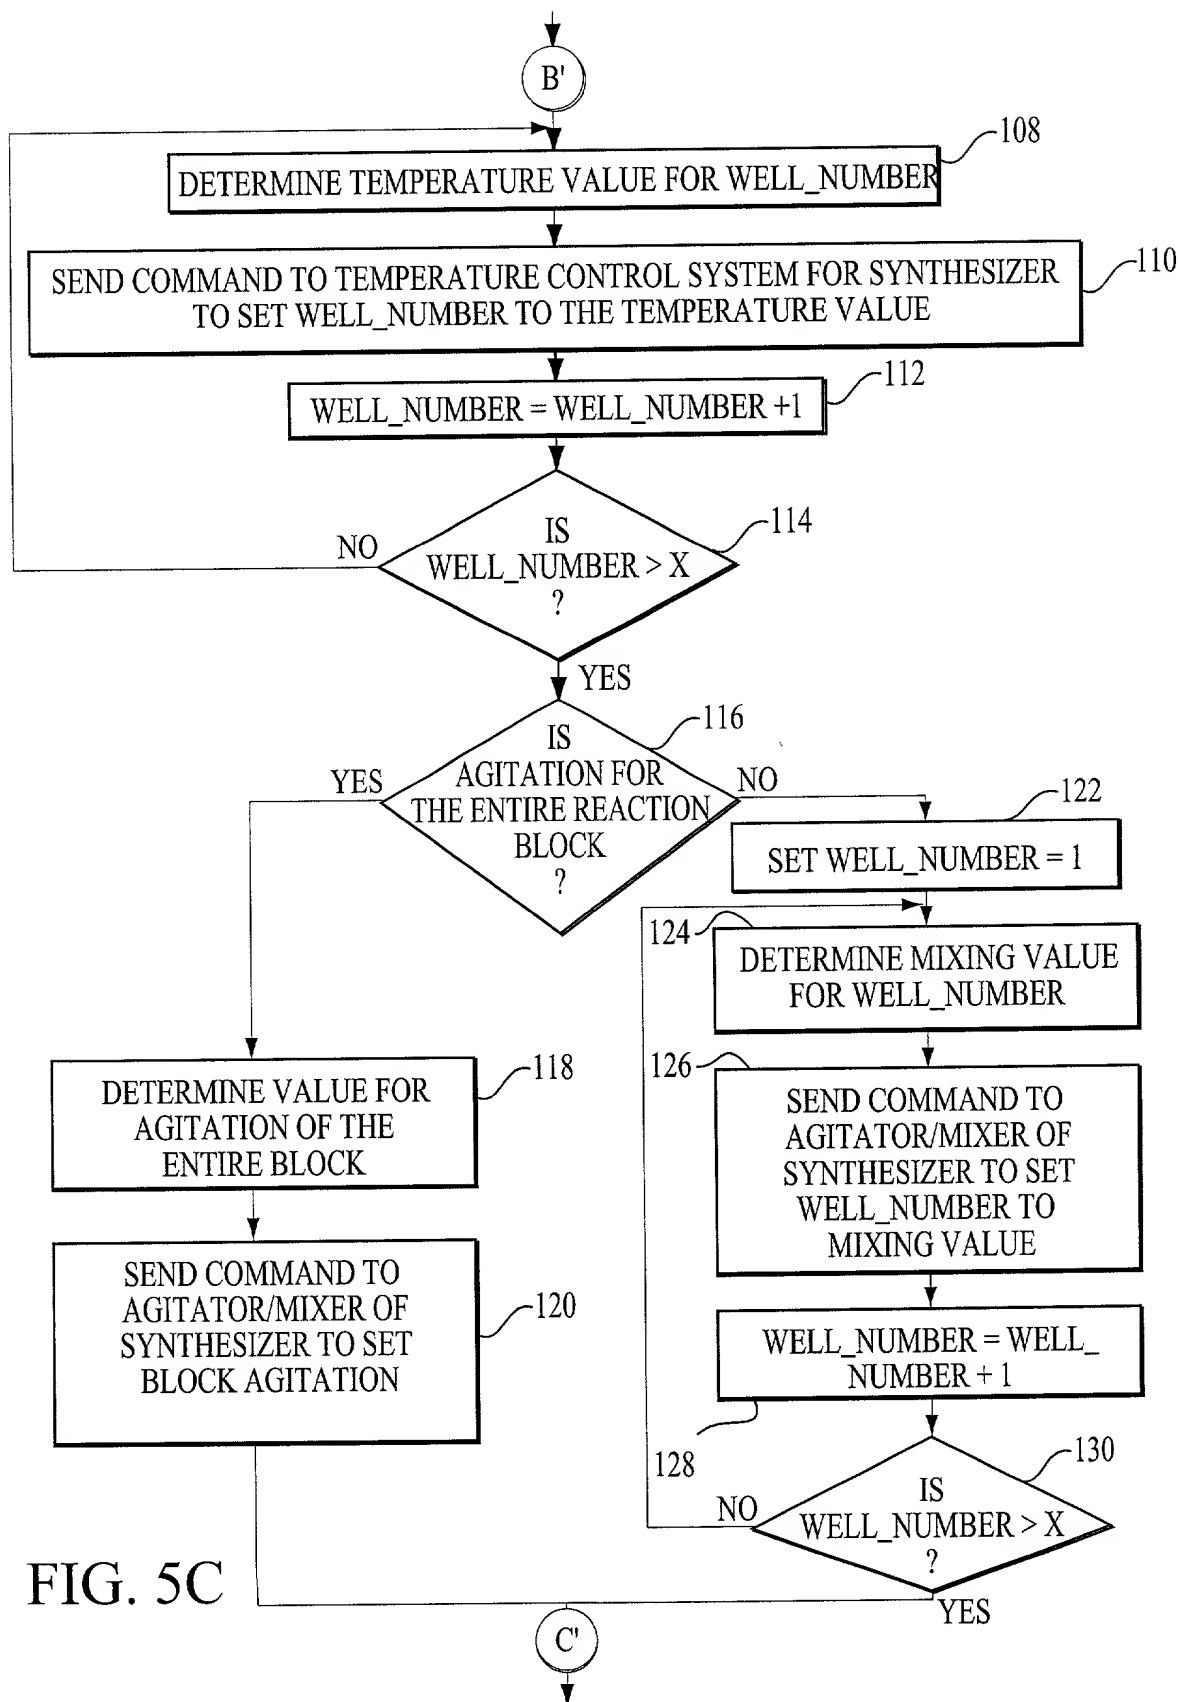 B'
108
DETERMINE TEMPERATURE VALUE FOR WELL_NUMBER
110
SEND COMMAND TO TEMPERATURE CONTROL SYSTEM FOR SYNTHESIZER
TO SET WELL_NUMBER TO THE TEMPERATURE VALUE
112
WELL_NUMBER = WELL_NUMBER +1
114
IS
NO
WELL_NUMBER > X
?
YES
116
IS
YES
AGITATION FOR
NO
THE ENTIRE REACTION
BLOCK
?
122
SET WELL_NUMBER = 1
124
DETERMINE MIXING VALUE
FOR WELL_NUMBER
118
DETERMINE VALUE FOR
AGITATION OF THE
ENTIRE BLOCK
126
SEND COMMAND TO
AGITATOR/MIXER OF
SYNTHESIZER TO SET
WELL_NUMBER TO
MIXING VALUE
120
SEND COMMAND TO
AGITATOR/MIXER OF
SYNTHESIZER TO SET
BLOCK AGITATION
WELL_NUMBER = WELL_
NUMBER + 1
128
130
IS
NO
WELL_NUMBER > X
?
YES
FIG. 5C
C'